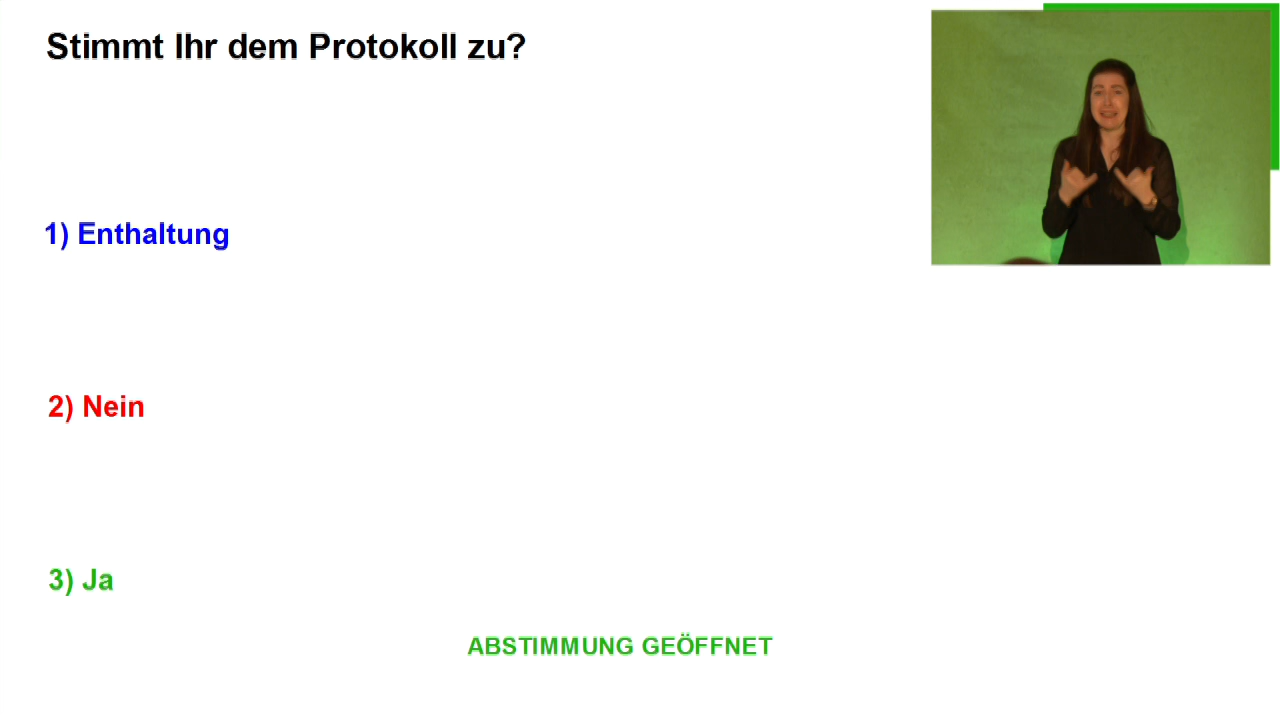 Stimmt Ihr dem Protokoll zu?
1) Enthaltung
2) Nein
3) Ja
ABSTIMMUNG GEÖFFNET